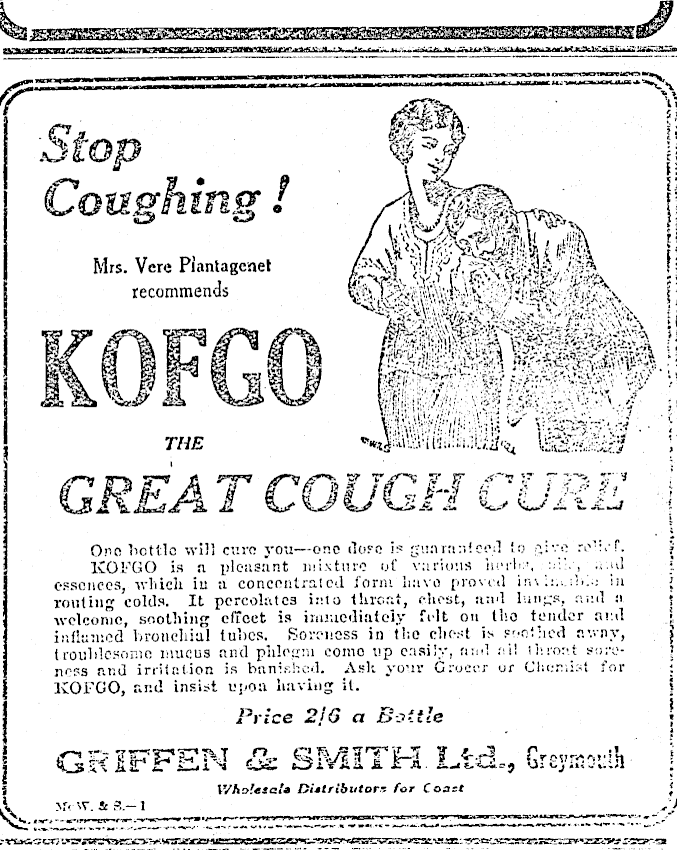 Stop
Coughing!
Mrs. Vere Plantagenet
recommends
KOFGO
THE
GREAT COUGH CURE
One bottle will cure you—one dose is guaranteed to give relief.
KOFGO is a pleasant mixture of various herbs, oils, and
essences, which in a concentrated form have proved invincible in
routing colds. It percolates into throat, chest, and lungs, and a
welcome, soothing effect is immediately felt on the tender and
inflamed bronchial tubes. Soreness in the chest is soothed away,
troublesome mucus and phlegm come up easily, and all throat sore-
ness and irritation is banished. Ask your Grocer or Chemist for
KOFGO, and insist upon having it.
Price 2/6 a Bottle
GRIFFEN & SMITH Ltd., Greymouth
Wholesale Distributors for Coast
McW. & S.—1